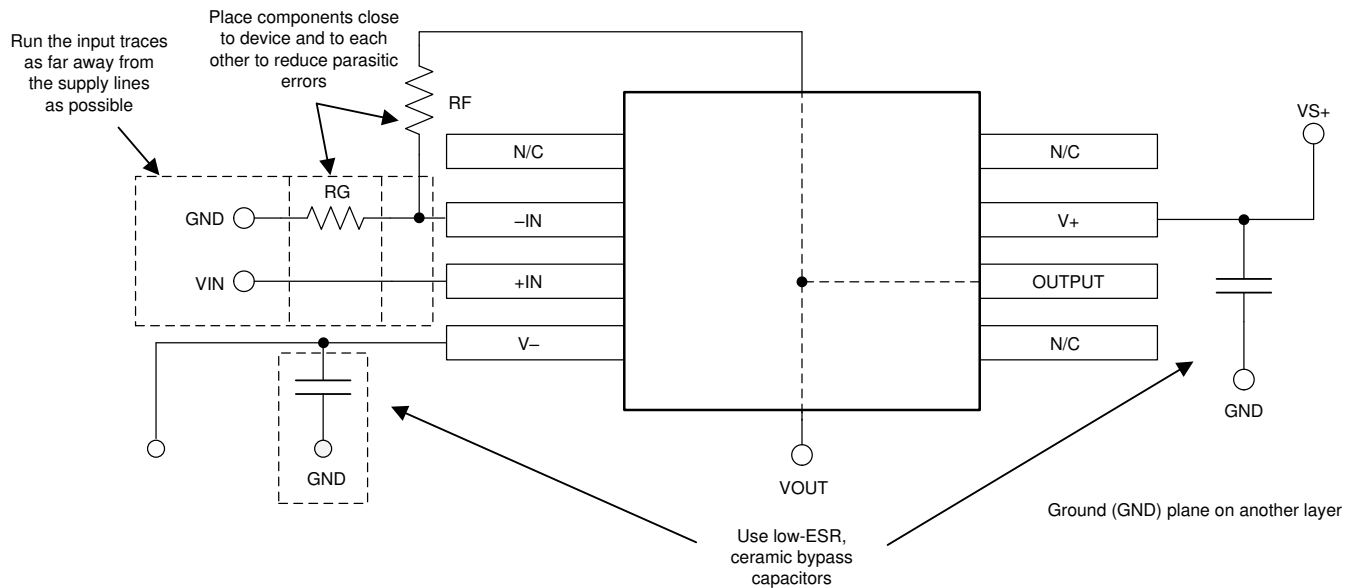 Run the input traces
as far away from
the supply lines
as possible
Place components close
to device and to each
other to reduce parasitic
errors
RF
N/C
N/C
VS+
RG
GND
–IN
V+
VIN
+IN
OUTPUT
V–
N/C
GND
GND
VOUT
Use low-ESR,
ceramic bypass
capacitors
Ground (GND) plane on another layer